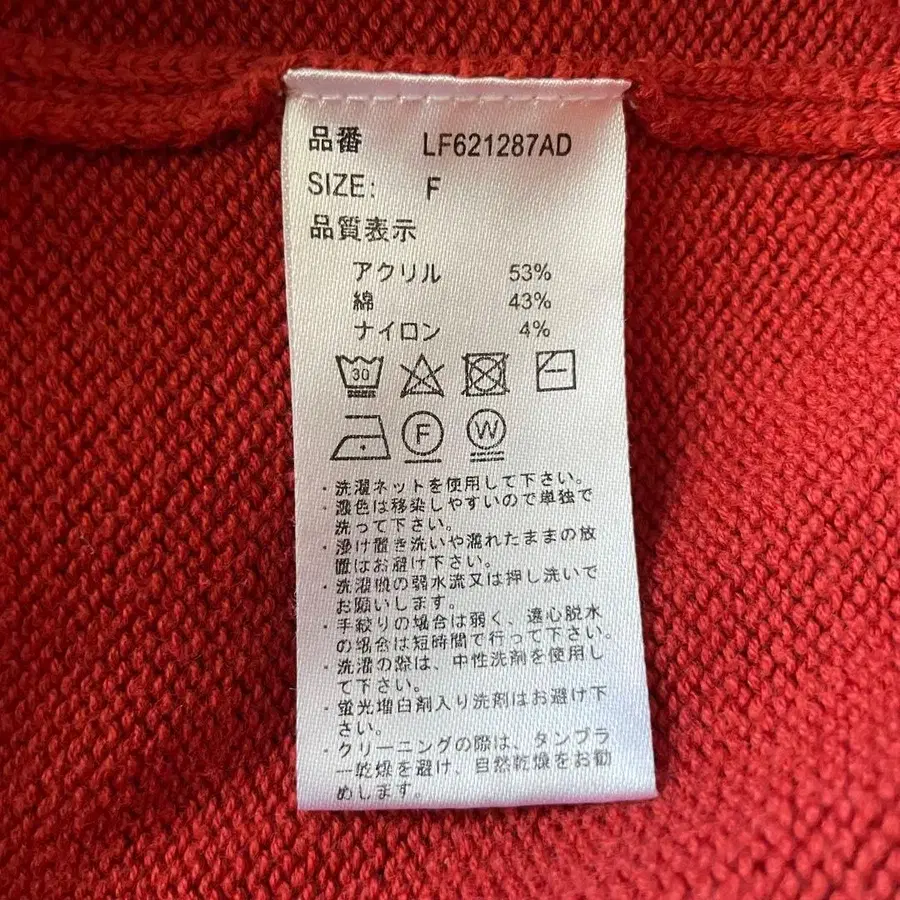 品番 LF621287AD
SIZE: F
品質表示
アクリル 53%
綿 43%
ナイロン 4%
30
F W
・洗濯ネットを使用して下さい。
・濃色は移染しやすいので単独で
洗って下さい。
・浸け置き洗いや濡れたままの放
置はお避け下さい。
・洗濯機の弱水流又は押し洗いで
お願いします。
・手絞りの場合は弱く、遠心脱水
の場合は短時間で行って下さい。
・洗濯の際は、中性洗剤を使用し
て下さい。
・蛍光増白剤入り洗剤はお避け下
さい。
・クリーニングの際は、タンブラ
ー乾燥を避け、自然乾燥をお勧
めします。